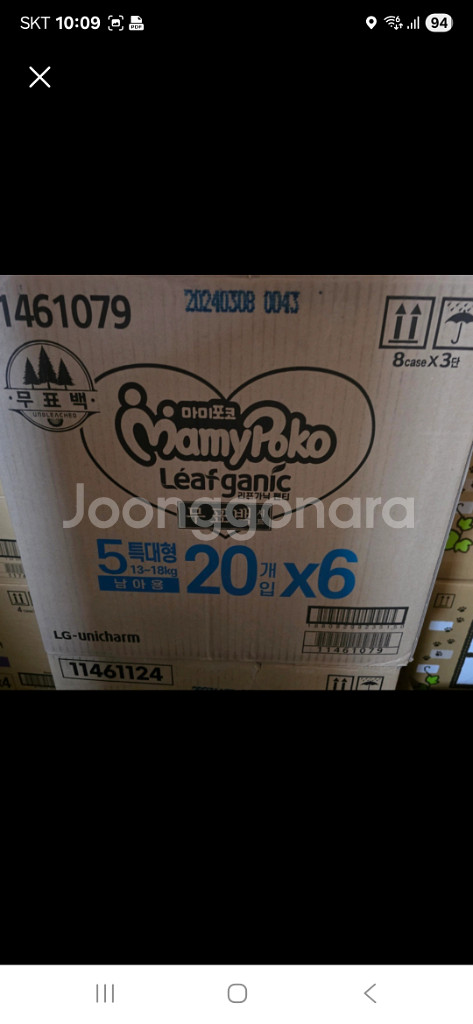 SKT 10:09
94
1461079
20240308 0043
8case X3단
무 표 백
UNBLEACHED
마미포코
MamyPoko
Léafganic
리프가닉 팬티
Joonggonara
5 특대형
13-18kg
남아용
20개입 x6
LG-unicharm
11461079
11461124